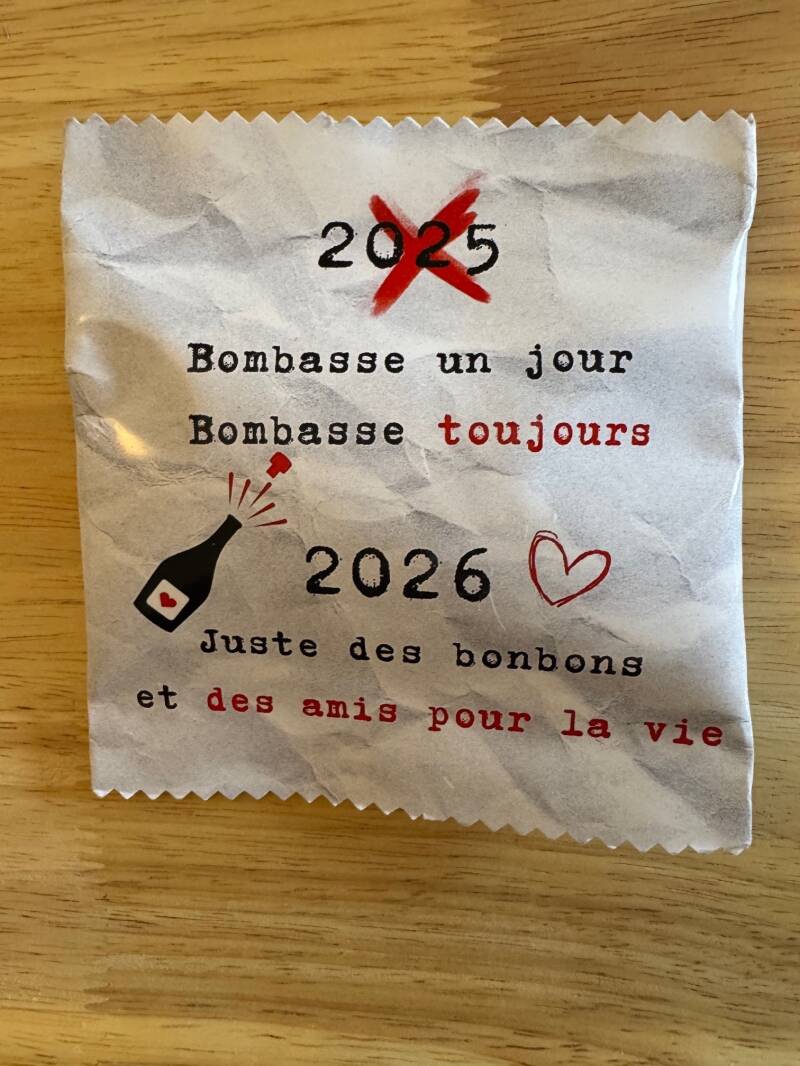 2025
Bombasse un jour
Bombasse toujours
2026
Juste des bonbons
et des amis pour la vie